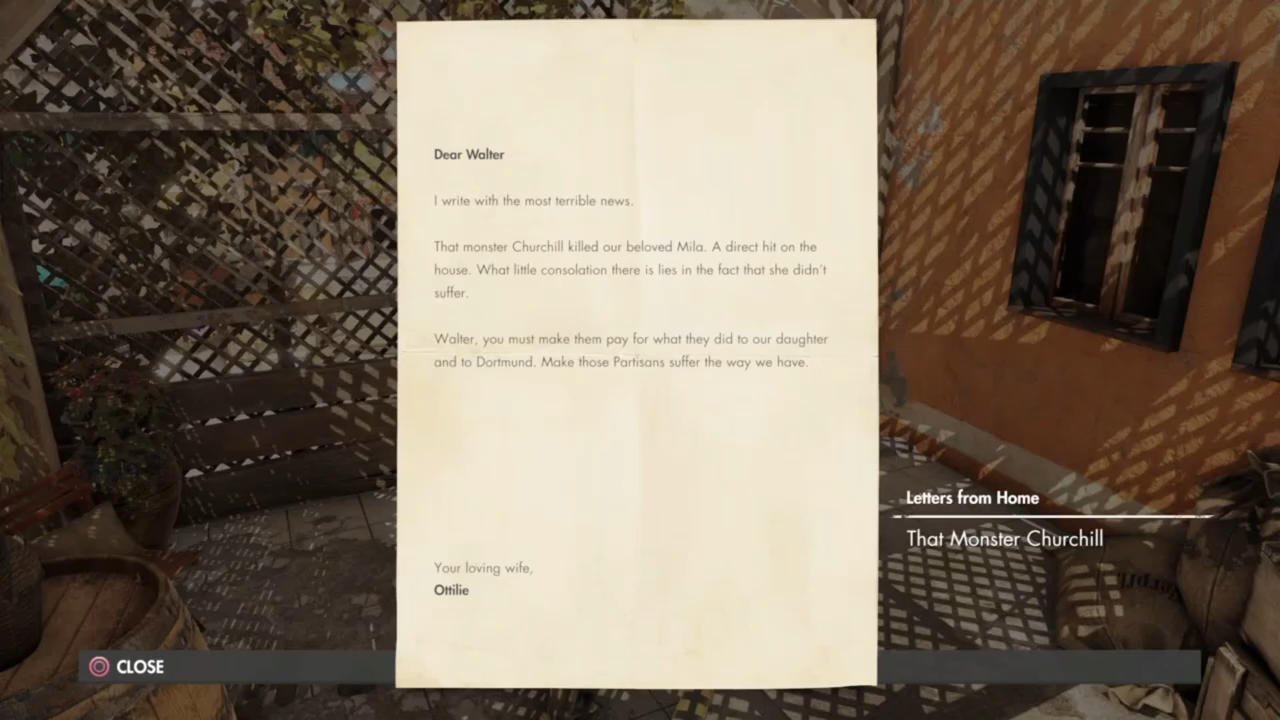 Dear Walter
I write with the most terrible news.
That monster Churchill killed our beloved Mila. A direct hit on the
house. What little consolation there is lies in the fact that she didn't
suffer.
Walter, you must make them pay for what they did to our daughter
and to Dortmund. Make those Partisans suffer the way we have.
Your loving wife,
Ottilie
Letters from Home
That Monster Churchill
CLOSE